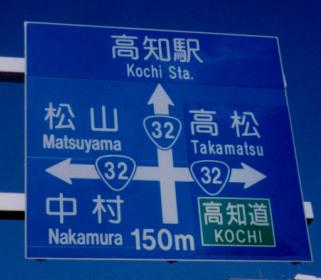 高知駅
Kochi Sta.
松山
Matsuyama
32
高松
Takamatsu
32
32
中村
Nakamura
150m
高知道
KOCHI